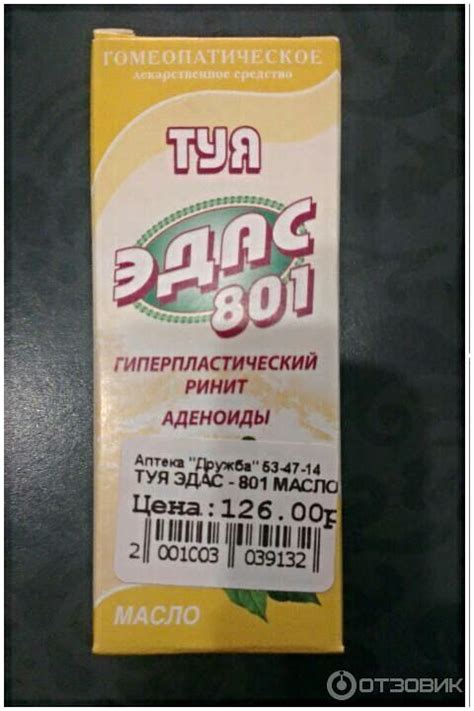 ГОМЕОПАТИЧЕСКОЕ
лекарственное средство
ТУЯ
ЭДАС
801
ГИПЕРПЛАСТИЧЕСКИЙ
РИНИТ
АДЕНОИДЫ
Аптека "Дружба" 53-47-14
ТУЯ ЭДАС - 801 МАСЛО
Цена:126.00р
2 001003 039132
МАСЛО
ОТЗОВИК